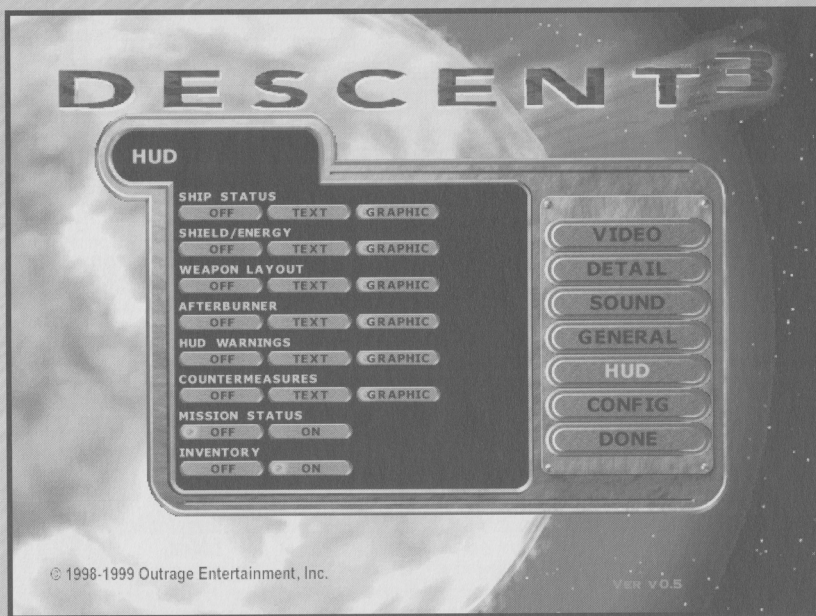 DESCENT3
HUD
SHIP STATUS
OFF TEXT GRAPHIC
SHIELD/ENERGY
OFF TEXT GRAPHIC
WEAPON LAYOUT
OFF TEXT GRAPHIC
AFTERBURNER
OFF TEXT GRAPHIC
HUD WARNINGS
OFF TEXT GRAPHIC
COUNTERMEASURES
OFF TEXT GRAPHIC
MISSION STATUS
OFF ON
INVENTORY
OFF ON
VIDEO
DETAIL
SOUND
GENERAL
HUD
CONFIG
DONE
© 1998-1999 Outrage Entertainment, Inc.
VER V0.5